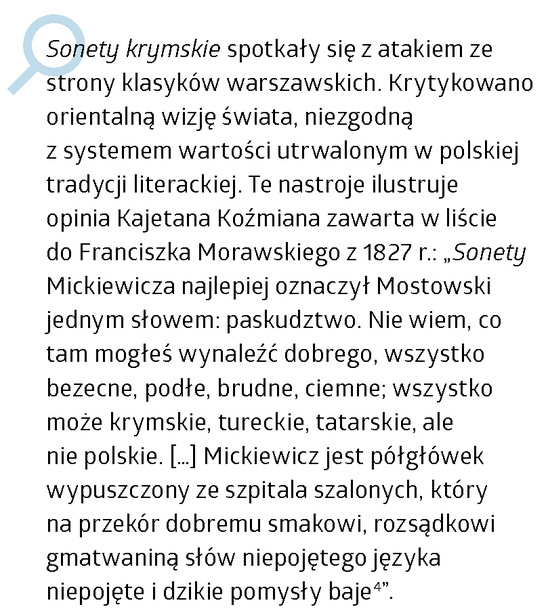 Sonety krymskie spotkały się z atakiem ze
strony klasyków warszawskich. Krytykowano
orientalną wizję świata, niezgodną
z systemem wartości utrwalonym w polskiej
tradycji literackiej. Te nastroje ilustruje
opinia Kajetana Koźmiana zawarta w liście
do Franciszka Morawskiego z 1827 r.: „Sonety
Mickiewicza najlepiej oznaczył Mostowski
jednym słowem: paskudztwo. Nie wiem, co
tam mogłeś wynaleźć dobrego, wszystko
bezecne, podłe, brudne, ciemne; wszystko
może krymskie, tureckie, tatarskie, ale
nie polskie. […] Mickiewicz jest półgłówek
wypuszczony ze szpitala szalonych, który
na przekór dobremu smakowi, rozsądkowi
gmatwaniną słów niepojętego języka
niepojęte i dzikie pomysły baje⁴”.